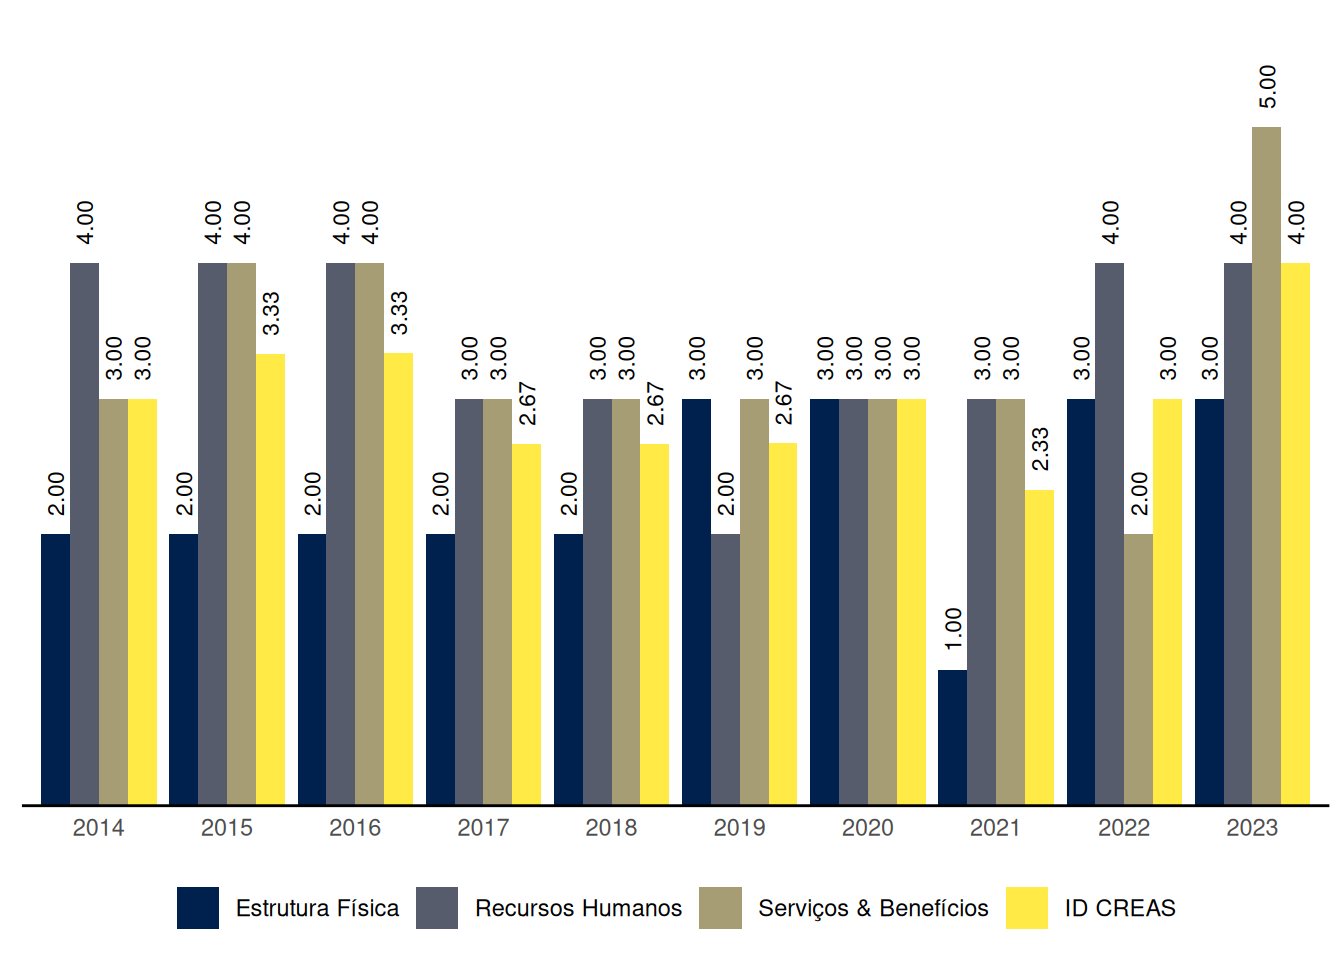 5.00
4.00 4.00 4.00 4.00 4.00 4.00 4.00 4.00
3.33 3.33
3.00 3.00 3.00 3.00 3.00 3.00 3.00 3.00 3.00 3.00 3.00 3.00 3.00 3.00 3.00 3.00 3.00
2.67 2.67 2.67
2.33
2.00 2.00 2.00 2.00 2.00 2.00 2.00
1.00
2014 2015 2016 2017 2018 2019 2020 2021 2022 2023
Estrutura Física Recursos Humanos Serviços & Benefícios ID CREAS